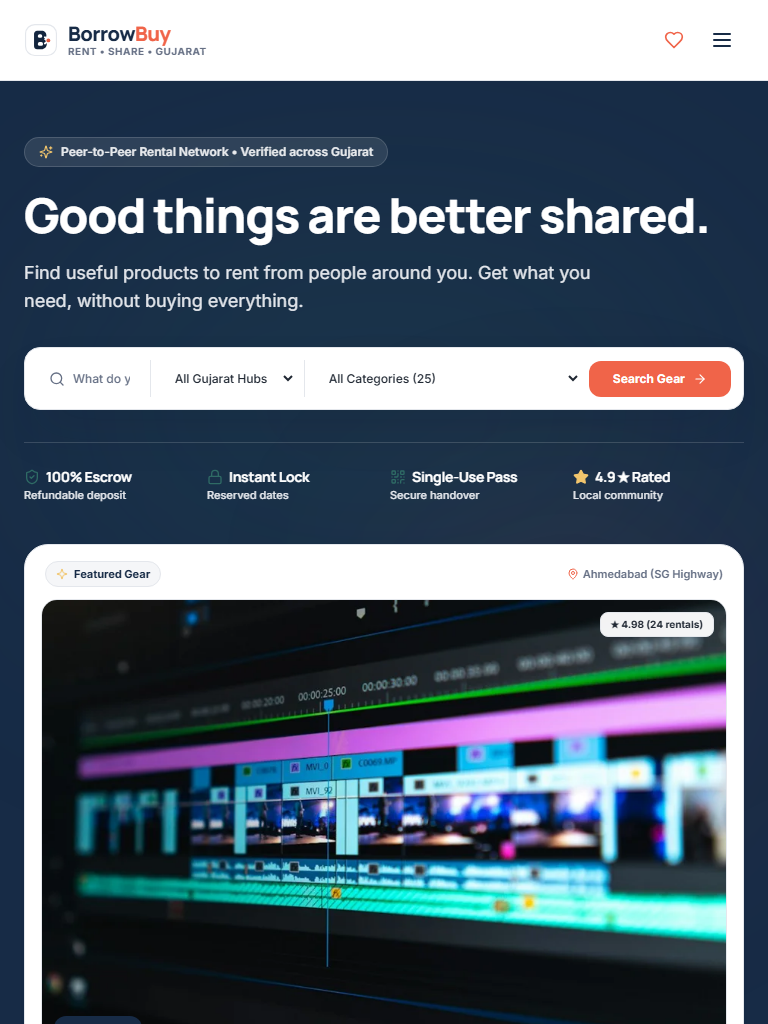 BorrowBuy
RENT • SHARE • GUJARAT
Peer-to-Peer Rental Network • Verified across Gujarat
Good things are better shared.
Find useful products to rent from people around you. Get what you
need, without buying everything.
What do y
All Gujarat Hubs
All Categories (25)
Search Gear
100% Escrow
Refundable deposit
Instant Lock
Reserved dates
Single-Use Pass
Secure handover
4.9★Rated
Local community
Featured Gear
Ahmedabad (SG Highway)
★ 4.98 (24 rentals)
00:00:20:00
00:00:25:00
00:00:30:00
00:00:35:00
MVI_0
C0069.MP
MVI_92